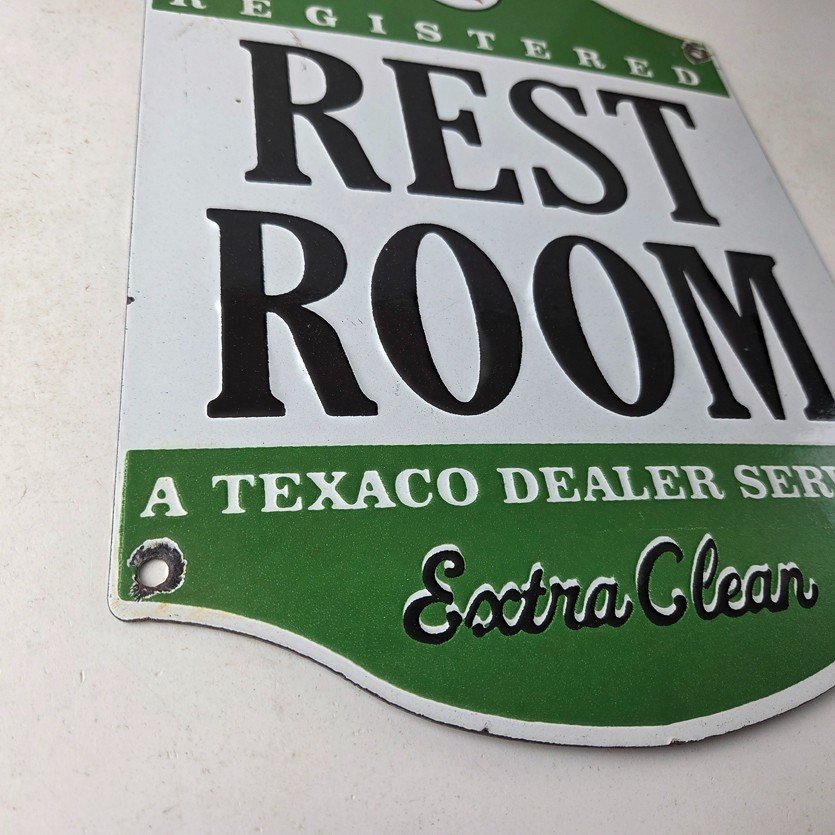 REGISTERED
REST
ROOM
A TEXACO DEALER SER
Extra Clean